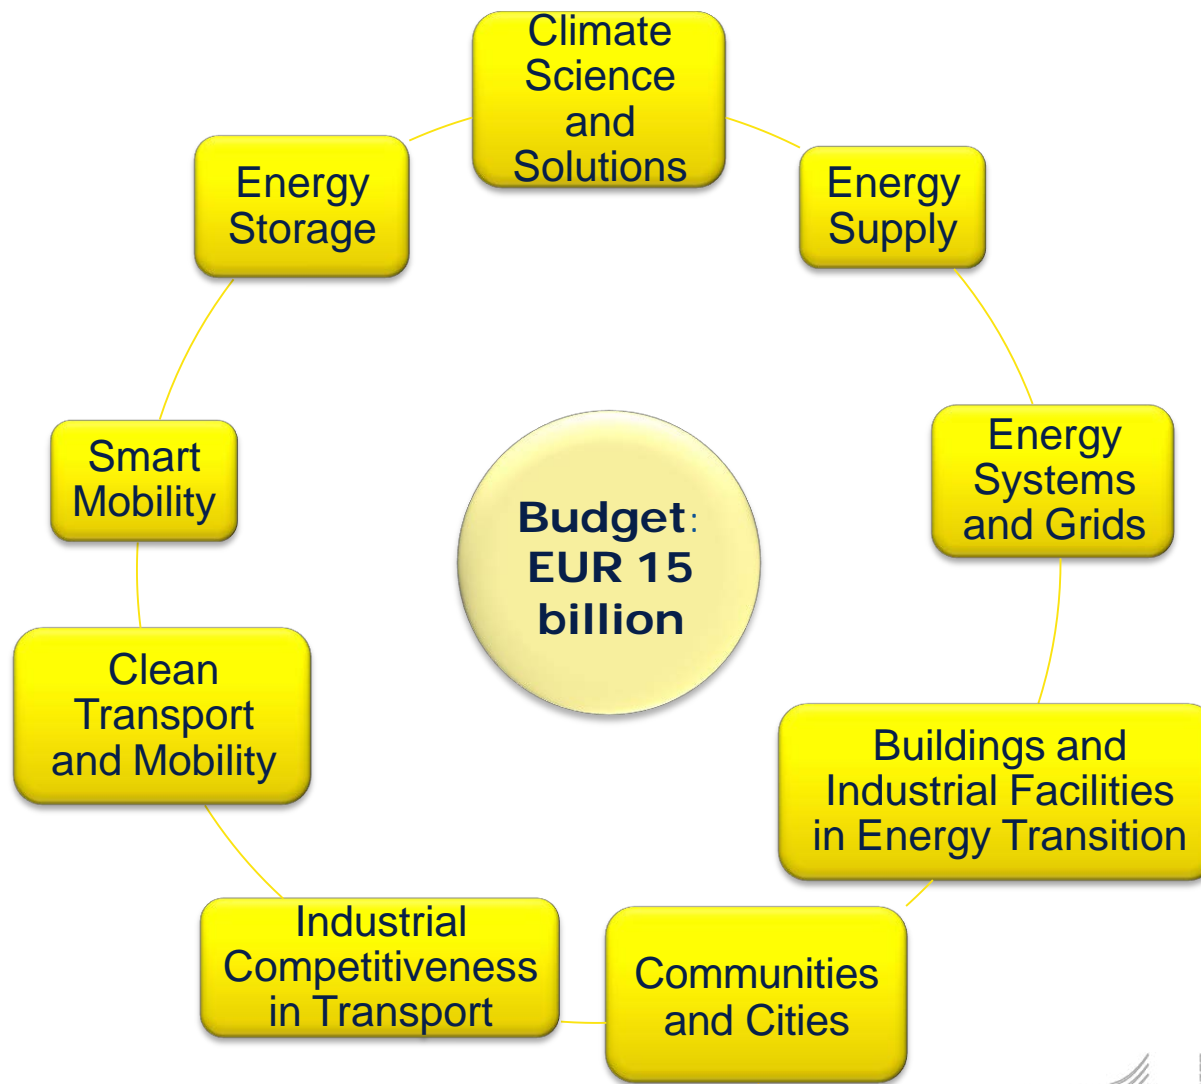 Climate
Science
and
Solutions
Energy
Supply
Energy
Systems
and Grids
Buildings and
Industrial Facilities
in Energy Transition
Communities
and Cities
Industrial
Competitiveness
in Transport
Clean
Transport
and Mobility
Smart
Mobility
Energy
Storage
Budget:
EUR 15
billion